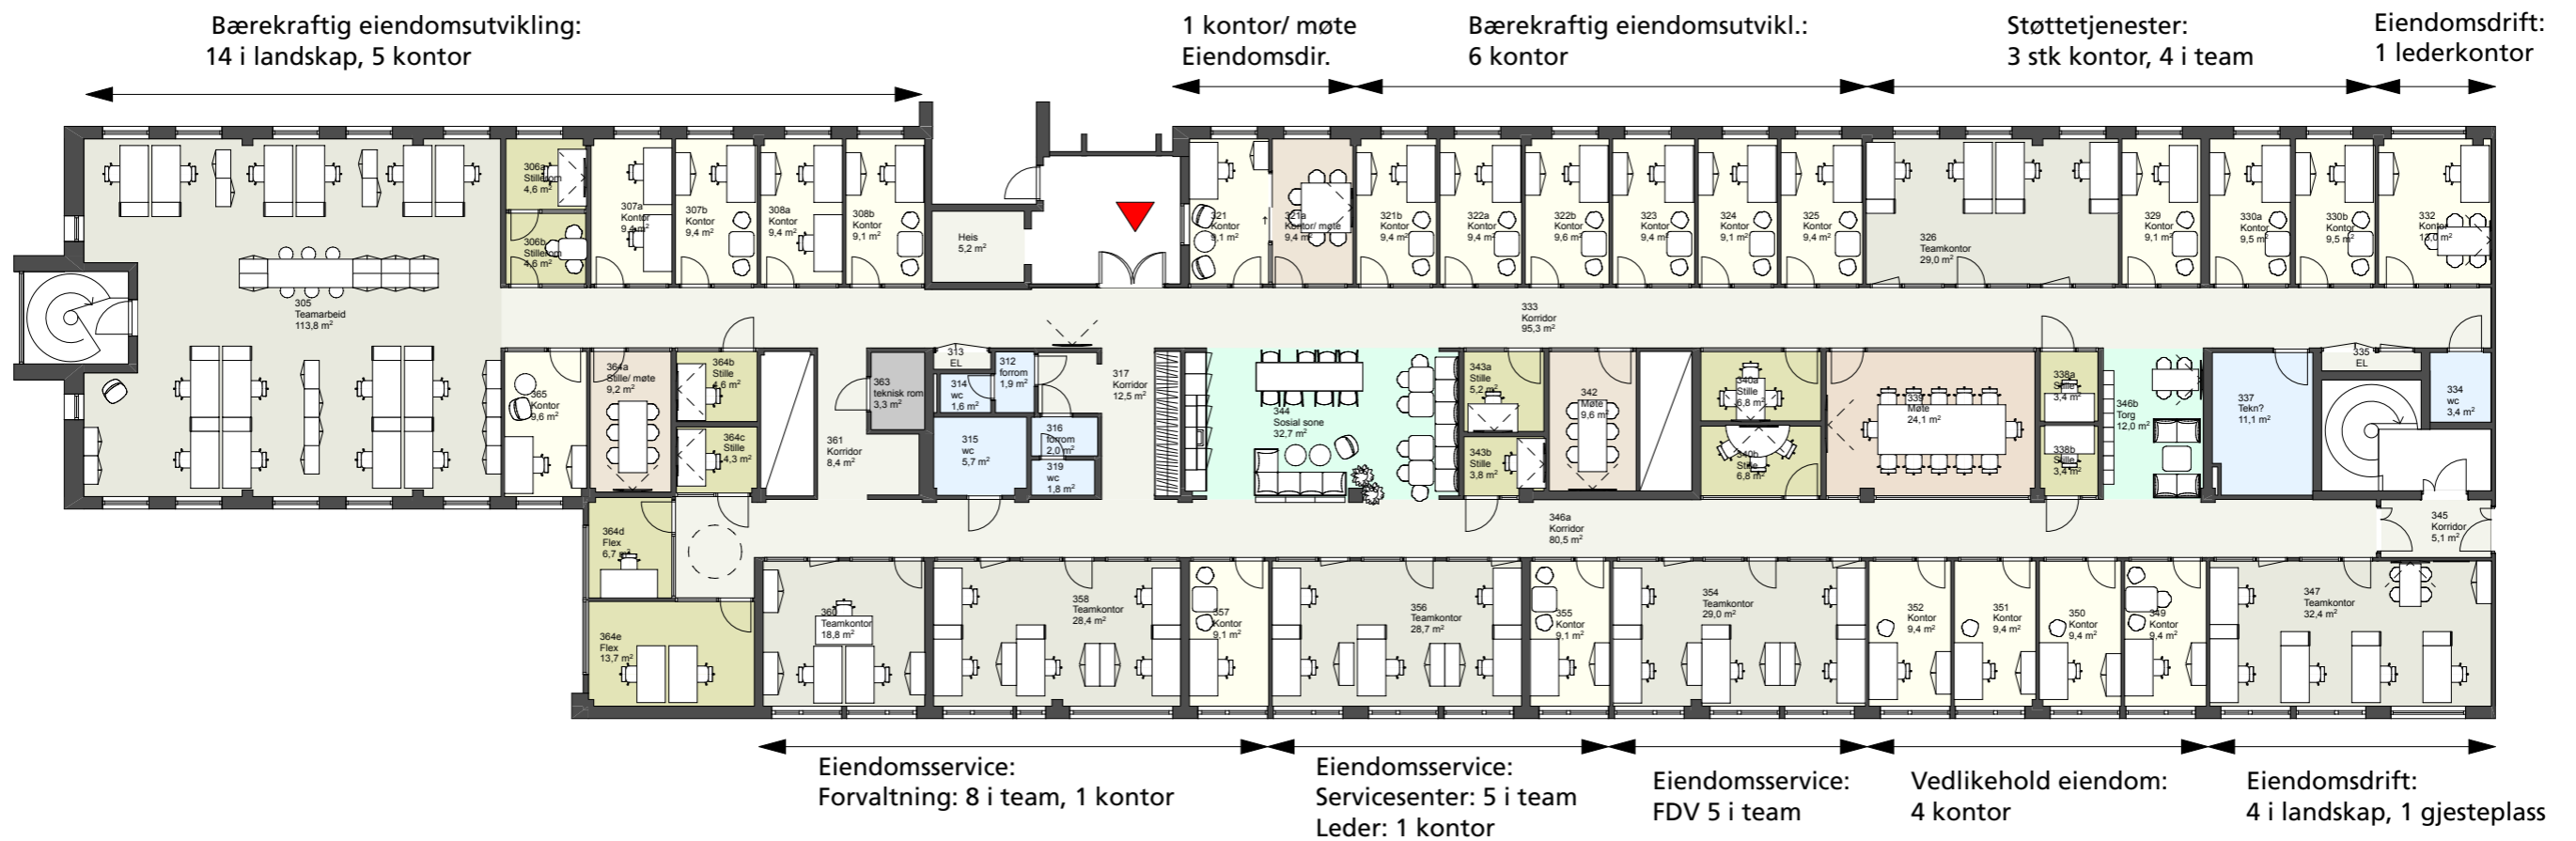 Bærekraftig eiendomsutvikling:
14 i landskap, 5 kontor
1 kontor/ møte
Eiendomsdir.
Bærekraftig eiendomsutvikl.:
6 kontor
Støttetjenester:
3 stk kontor, 4 i team
Eiendomsdrift:
1 lederkontor
306a
Stillerom
4,6 m²
306b
Stillerom
4,6 m²
307a
Kontor
9,4 m²
307b
Kontor
9,4 m²
308a
Kontor
9,4 m²
308b
Kontor
9,1 m²
Heis
5,2 m²
321
Kontor
9,1 m²
321a
Kontor/ møte
9,4 m²
321b
Kontor
9,4 m²
322a
Kontor
9,4 m²
322b
Kontor
9,6 m²
323
Kontor
9,4 m²
324
Kontor
9,1 m²
325
Kontor
9,4 m²
326
Teamkontor
29,0 m²
329
Kontor
9,1 m²
330a
Kontor
9,5 m²
330b
Kontor
9,5 m²
332
Kontor
13,0 m²
305
Teamarbeid
113,8 m²
333
Korridor
95,3 m²
365
Kontor
9,6 m²
364a
Stille/ møte
9,2 m²
364b
Stille
4,6 m²
364c
Stille
4,3 m²
361
Korridor
8,4 m²
363
teknisk rom
3,3 m²
313
EL
314
wc
1,6 m²
312
forrom
1,9 m²
315
wc
5,7 m²
316
forrom
2,0 m²
319
wc
1,8 m²
317
Korridor
12,5 m²
344
Sosial sone
32,7 m²
343a
Stille
5,2 m²
343b
Stille
3,8 m²
342
Møte
9,6 m²
340a
Stille
6,8 m²
340b
Stille
6,8 m²
339
Møte
24,1 m²
338a
Stille
3,4 m²
338b
Stille
3,4 m²
346b
Torg
12,0 m²
337
Tekn?
11,1 m²
335
EL
334
wc
3,4 m²
346a
Korridor
80,5 m²
345
Korridor
5,1 m²
364d
Flex
6,7 m²
364e
Flex
13,7 m²
360
Teamkontor
18,8 m²
358
Teamkontor
28,4 m²
357
Kontor
9,1 m²
356
Teamkontor
28,7 m²
355
Kontor
9,1 m²
354
Teamkontor
29,0 m²
352
Kontor
9,4 m²
351
Kontor
9,4 m²
350
Kontor
9,4 m²
349
Kontor
9,4 m²
347
Teamkontor
32,4 m²
Eiendomsservice:
Forvaltning: 8 i team, 1 kontor
Eiendomsservice:
Servicesenter: 5 i team
Leder: 1 kontor
Eiendomsservice:
FDV 5 i team
Vedlikehold eiendom:
4 kontor
Eiendomsdrift:
4 i landskap, 1 gjesteplass